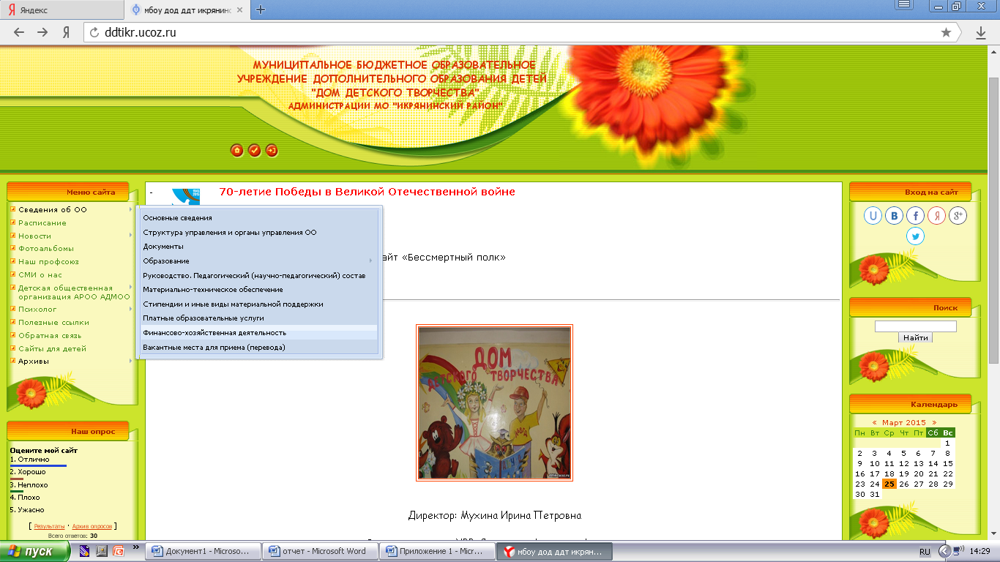 Яндекс
мбоу дод ддт икрянинс
ddtikr.ucoz.ru
МУНИЦИПАЛЬНОЕ БЮДЖЕТНОЕ ОБРАЗОВАТЕЛЬНОЕ
УЧРЕЖДЕНИЕ ДОПОЛНИТЕЛЬНОГО ОБРАЗОВАНИЯ ДЕТЕЙ
"ДОМ ДЕТСКОГО ТВОРЧЕСТВА"
АДМИНИСТРАЦИИ МО "ИКРЯНИНСКИЙ РАЙОН"
Меню сайта
Сведения об ОО
Расписание
Новости
Фотоальбомы
Наш профсоюз
СМИ о нас
Детская общественная
организация АРОО АДМОО
Психолог
Полезные ссылки
Обратная связь
Сайты для детей
Архивы
Основные сведения
Структура управления и органы управления ОО
Документы
Образование
Руководство. Педагогический (научно-педагогический) состав
Материально-техническое обеспечение
Стипендии и иные виды материальной поддержки
Платные образовательные услуги
Финансово-хозяйственная деятельность
Вакантные места для приема (перевода)
Наш опрос
Оцените мой сайт
1. Отлично
2. Хорошо
3. Неплохо
4. Плохо
5. Ужасно
[ Результаты · Архив опросов ]
Всего ответов: 30
-
70-летие Победы в Великой Отечественной войне
айт «Бессмертный полк»
ДОМ
ДЕТСКОГО ТВОРЧЕСТВА
ddtikr.ucoz.ru
Директор: Мухина Ирина Петровна
Вход на сайт
Поиск
Найти
Календарь
« Март 2015 »
Пн Вт Ср Чт Пт Сб Вс
1
2 3 4 5 6 7 8
9 10 11 12 13 14 15
16 17 18 19 20 21 22
23 24 25 26 27 28 29
30 31
пуск
Документ1 - Microso...
отчет - Microsoft Word
Приложение 1 - Mic...
мбоу дод ддт икрян...
RU
14:29